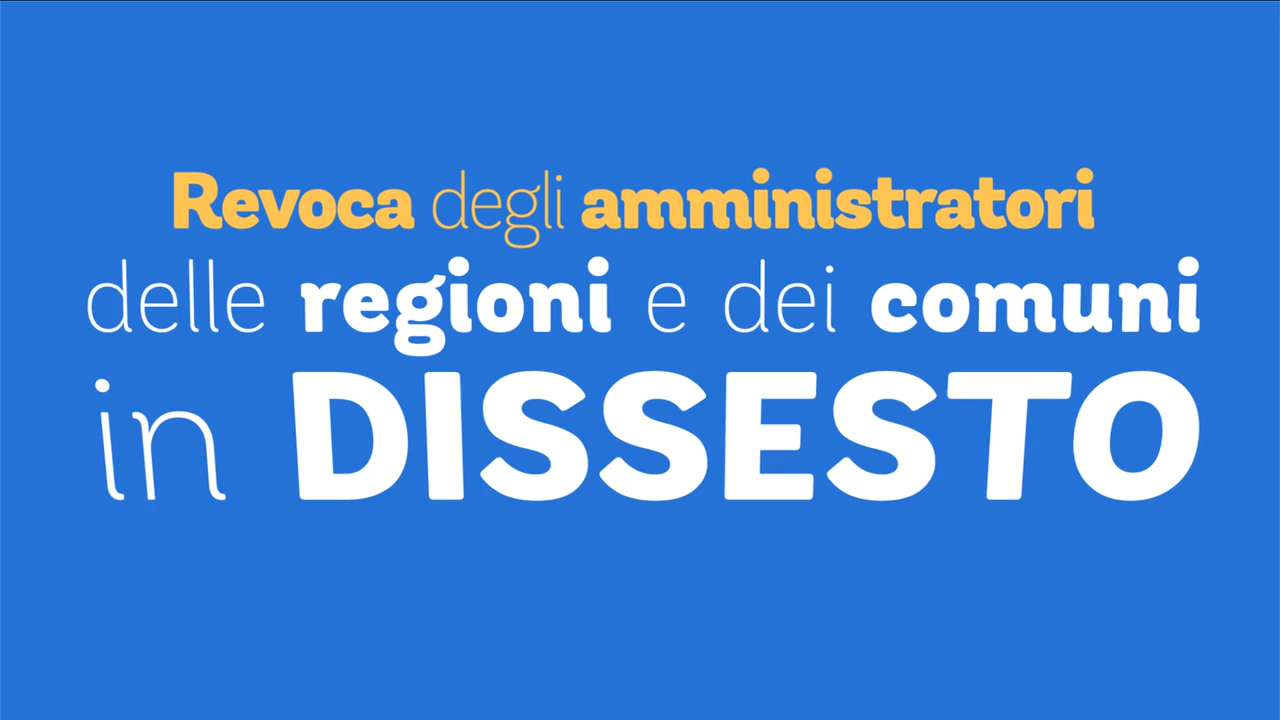 Revoca degli amministratori
delle regioni e dei comuni
in DISSESTO